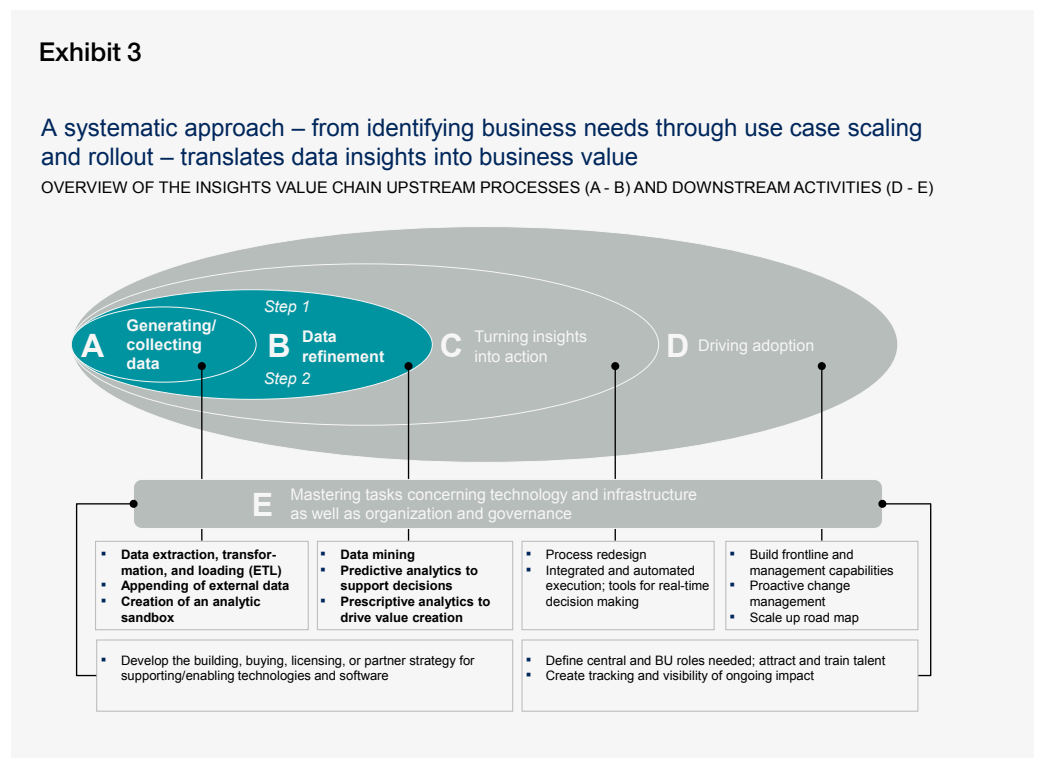 Exhibit 3
A systematic approach – from identifying business needs through use case scaling
and rollout – translates data insights into business value
OVERVIEW OF THE INSIGHTS VALUE CHAIN UPSTREAM PROCESSES (A - B) AND DOWNSTREAM ACTIVITIES (D - E)
A
Generating/
collecting
data
Step 1
B
Data
refinement
Step 2
C
Turning insights
into action
D
Driving adoption
E
Mastering tasks concerning technology and infrastructure
as well as organization and governance
▪ Data extraction, transfor-
mation, and loading (ETL)
▪ Appending of external data
▪ Creation of an analytic
sandbox
▪ Data mining
▪ Predictive analytics to
support decisions
▪ Prescriptive analytics to
drive value creation
▪ Process redesign
▪ Integrated and automated
execution; tools for real-time
decision making
▪ Build frontline and
management capabilities
▪ Proactive change
management
▪ Scale up road map
▪ Develop the building, buying, licensing, or partner strategy for
supporting/enabling technologies and software
▪ Define central and BU roles needed; attract and train talent
▪ Create tracking and visibility of ongoing impact